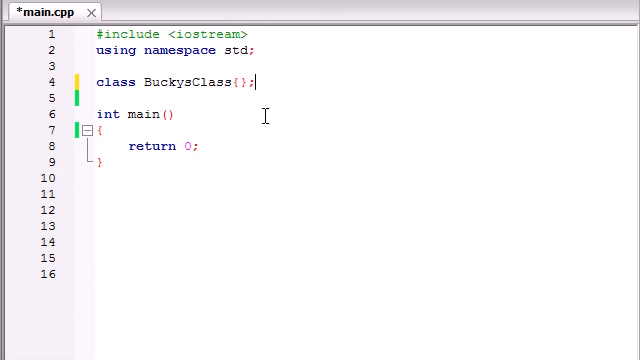 *main.cpp
1 #include <iostream>
2 using namespace std;
3
4 class BuckysClass{};
5
6 int main()
7 {
8 return 0;
9 }
10
11
12
13
14
15
16